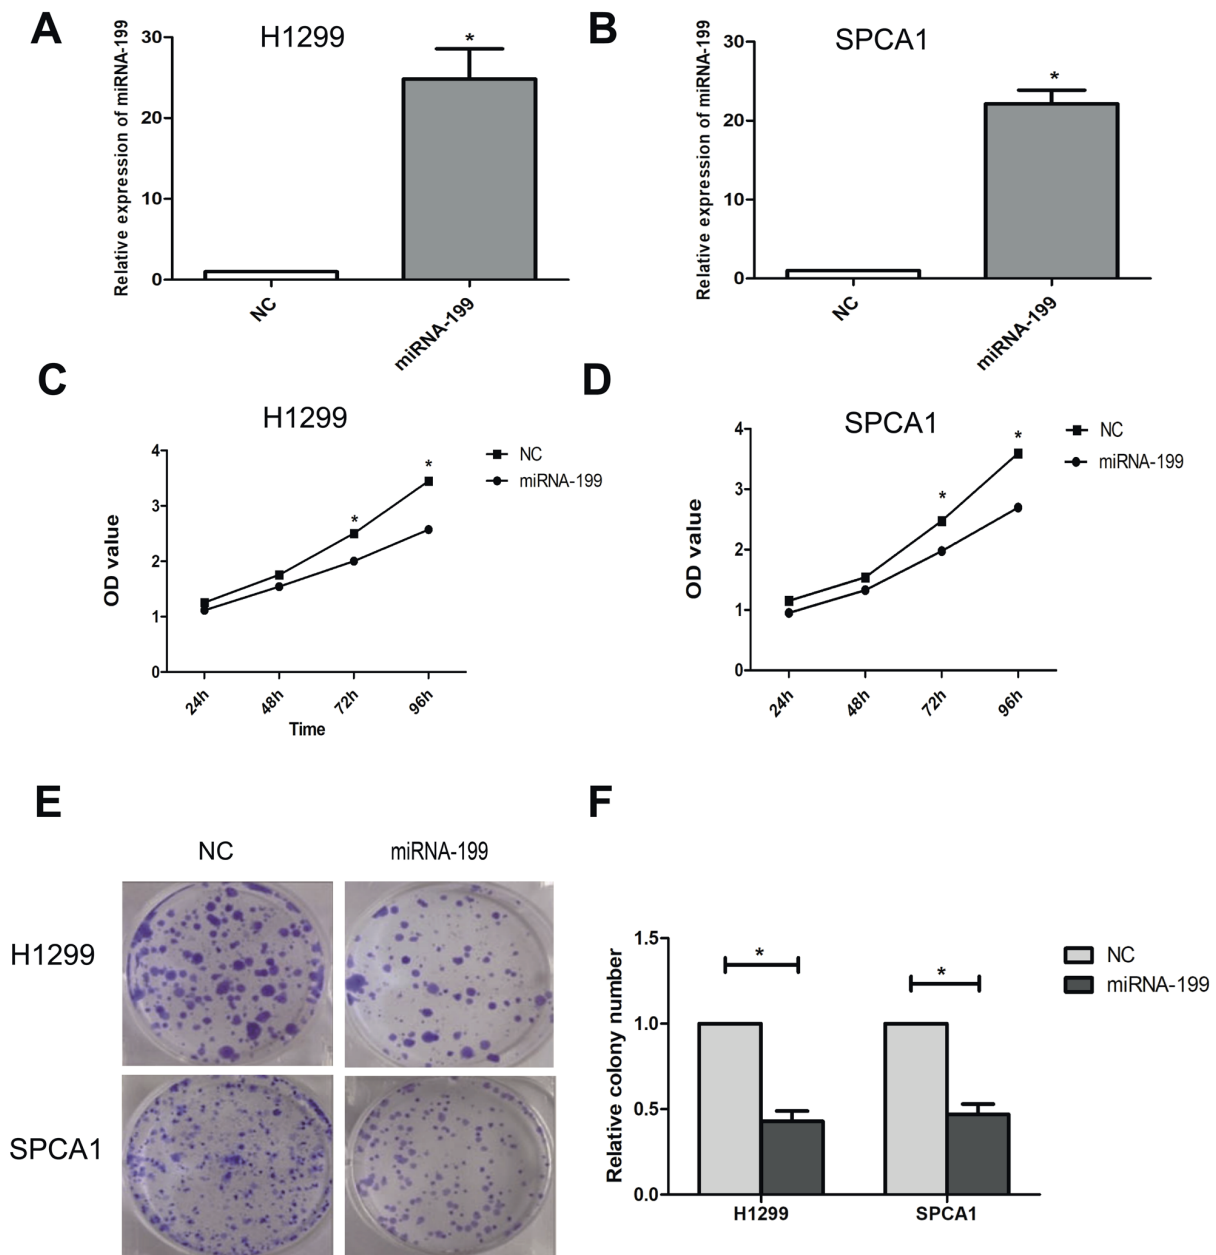 A
H1299
Relative expression of miRNA-199
30
20
10
0
*
NC
miRNA-199
B
SPCA1
Relative expression of miRNA-199
30
20
10
0
*
NC
miRNA-199
C
H1299
OD value
4
3
2
1
0
*
*
NC
miRNA-199
24h
48h
72h
96h
Time
D
SPCA1
OD value
4
3
2
1
0
*
*
NC
miRNA-199
24h
48h
72h
96h
E
NC
miRNA-199
H1299
SPCA1
F
Relative colony number
1.5
1.0
0.5
0.0
*
*
NC
miRNA-199
H1299
SPCA1